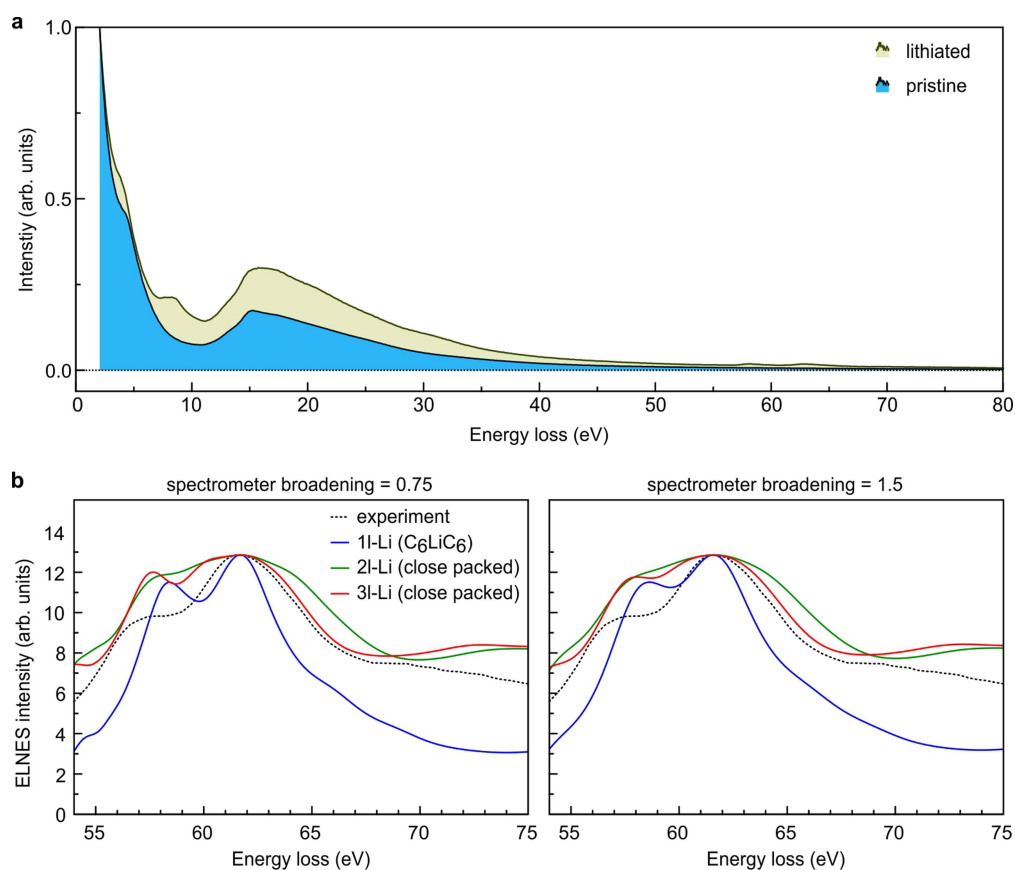 a
1.0
0.5
0.0
Intenstiy (arb. units)
lithiated
pristine
0 10 20 30 40 50 60 70 80
Energy loss (eV)
b
spectrometer broadening = 0.75
spectrometer broadening = 1.5
experiment
1l-Li (C6LiC6)
2l-Li (close packed)
3l-Li (close packed)
14
12
10
8
6
4
2
0
ELNES intensity (arb. units)
55 60 65 70 75
55 60 65 70 75
Energy loss (eV)
Energy loss (eV)